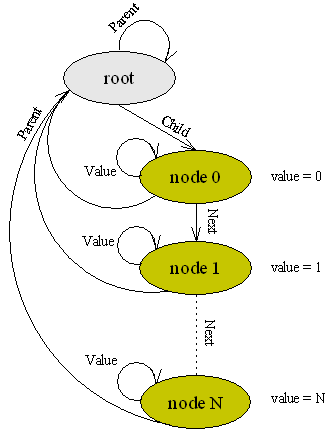 Parent
root
Parent
Child
Value
node 0
value = 0
Next
Value
node 1
value = 1
Next
Value
node N
value = N